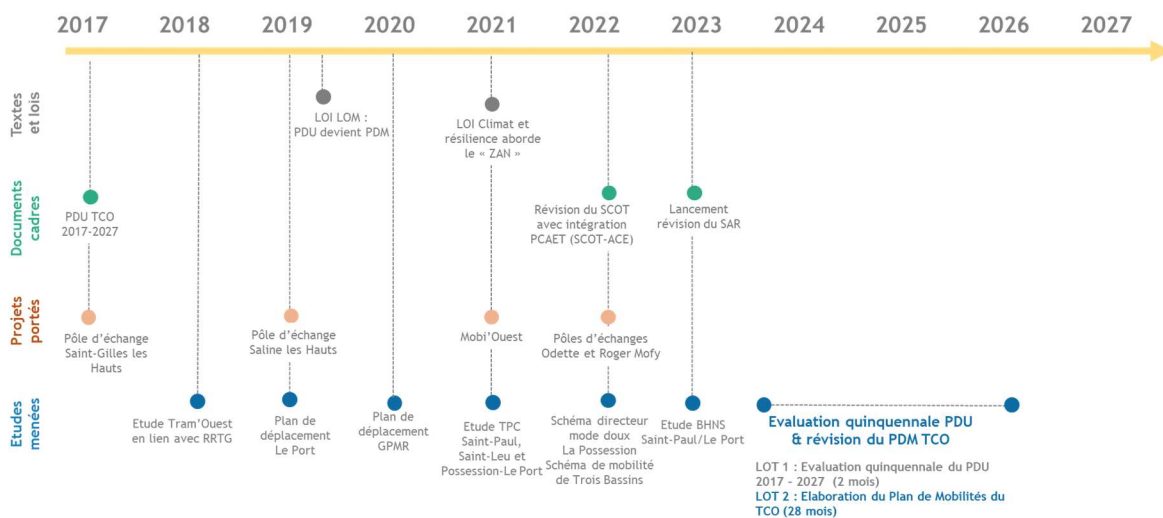 2017 2018 2019 2020 2021 2022 2023 2024 2025 2026 2027
Textes
et lois
LOI LOM :
PDU devient PDM
LOI Climat et
résilience aborde
le « ZAN »
Documents
cadres
PDU TCO
2017-2027
Révision du SCOT
avec intégration
PCAET (SCOT-ACE)
Lancement
révision du SAR
Projets
portés
Pôle d'échange
Saint-Gilles les
Hauts
Pôle d'échange
Saline les Hauts
Mobi'Ouest
Pôles d'échanges
Odette et Roger Mofy
Etudes
menées
Etude Tram'Ouest
en lien avec RRTG
Plan de
déplacement
Le Port
Plan de
déplacement
GPMR
Etude TPC
Saint-Paul,
Saint-Leu et
Possession-Le Port
Schéma directeur
mode doux
La Possession
Schéma de mobilité
de Trois Bassins
Etude BHNS
Saint-Paul/Le Port
Evaluation quinquennale PDU
& révision du PDM TCO
LOT 1 : Evaluation quinquennale du PDU
2017 - 2027 (2 mois)
LOT 2 : Elaboration du Plan de Mobilités du
TCO (28 mois)